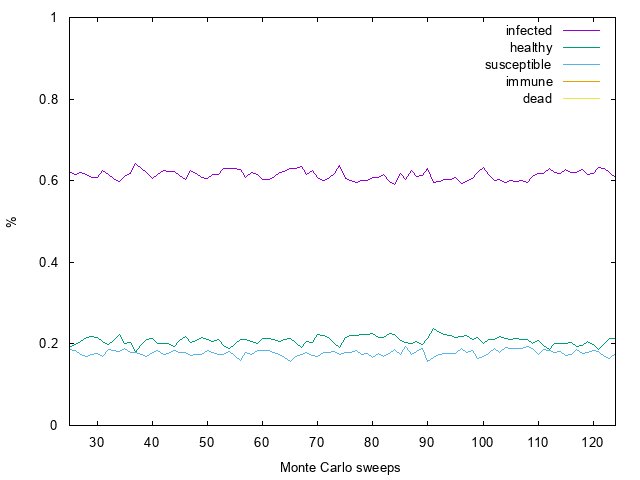 1
0.8
0.6
0.4
0.2
0
%
infected
healthy
susceptible
immune
dead
30 40 50 60 70 80 90 100 110 120
Monte Carlo sweeps